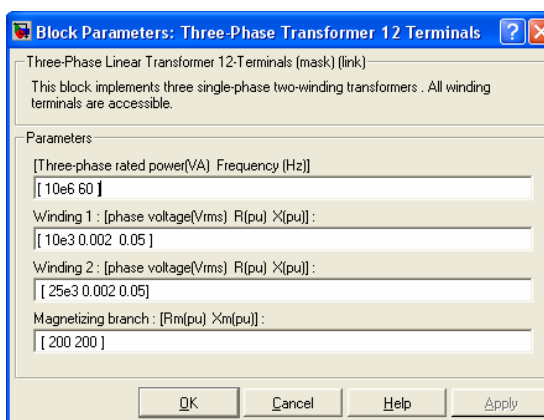 Block Parameters: Three-Phase Transformer 12 Terminals
Three-Phase Linear Transformer 12-Terminals (mask) (link)
This block implements three single-phase two-winding transformers . All winding
terminals are accessible.
Parameters
[Three-phase rated power(VA) Frequency (Hz)]
[ 10e6 60 ]
Winding 1 : [phase voltage(Vrms) R(pu) X(pu)] :
[ 10e3 0.002 0.05 ]
Winding 2 : [phase voltage(Vrms) R(pu) X(pu)] :
[ 25e3 0.002 0.05]
Magnetizing branch : [Rm(pu) Xm(pu)] :
[ 200 200 ]
OK Cancel Help Apply